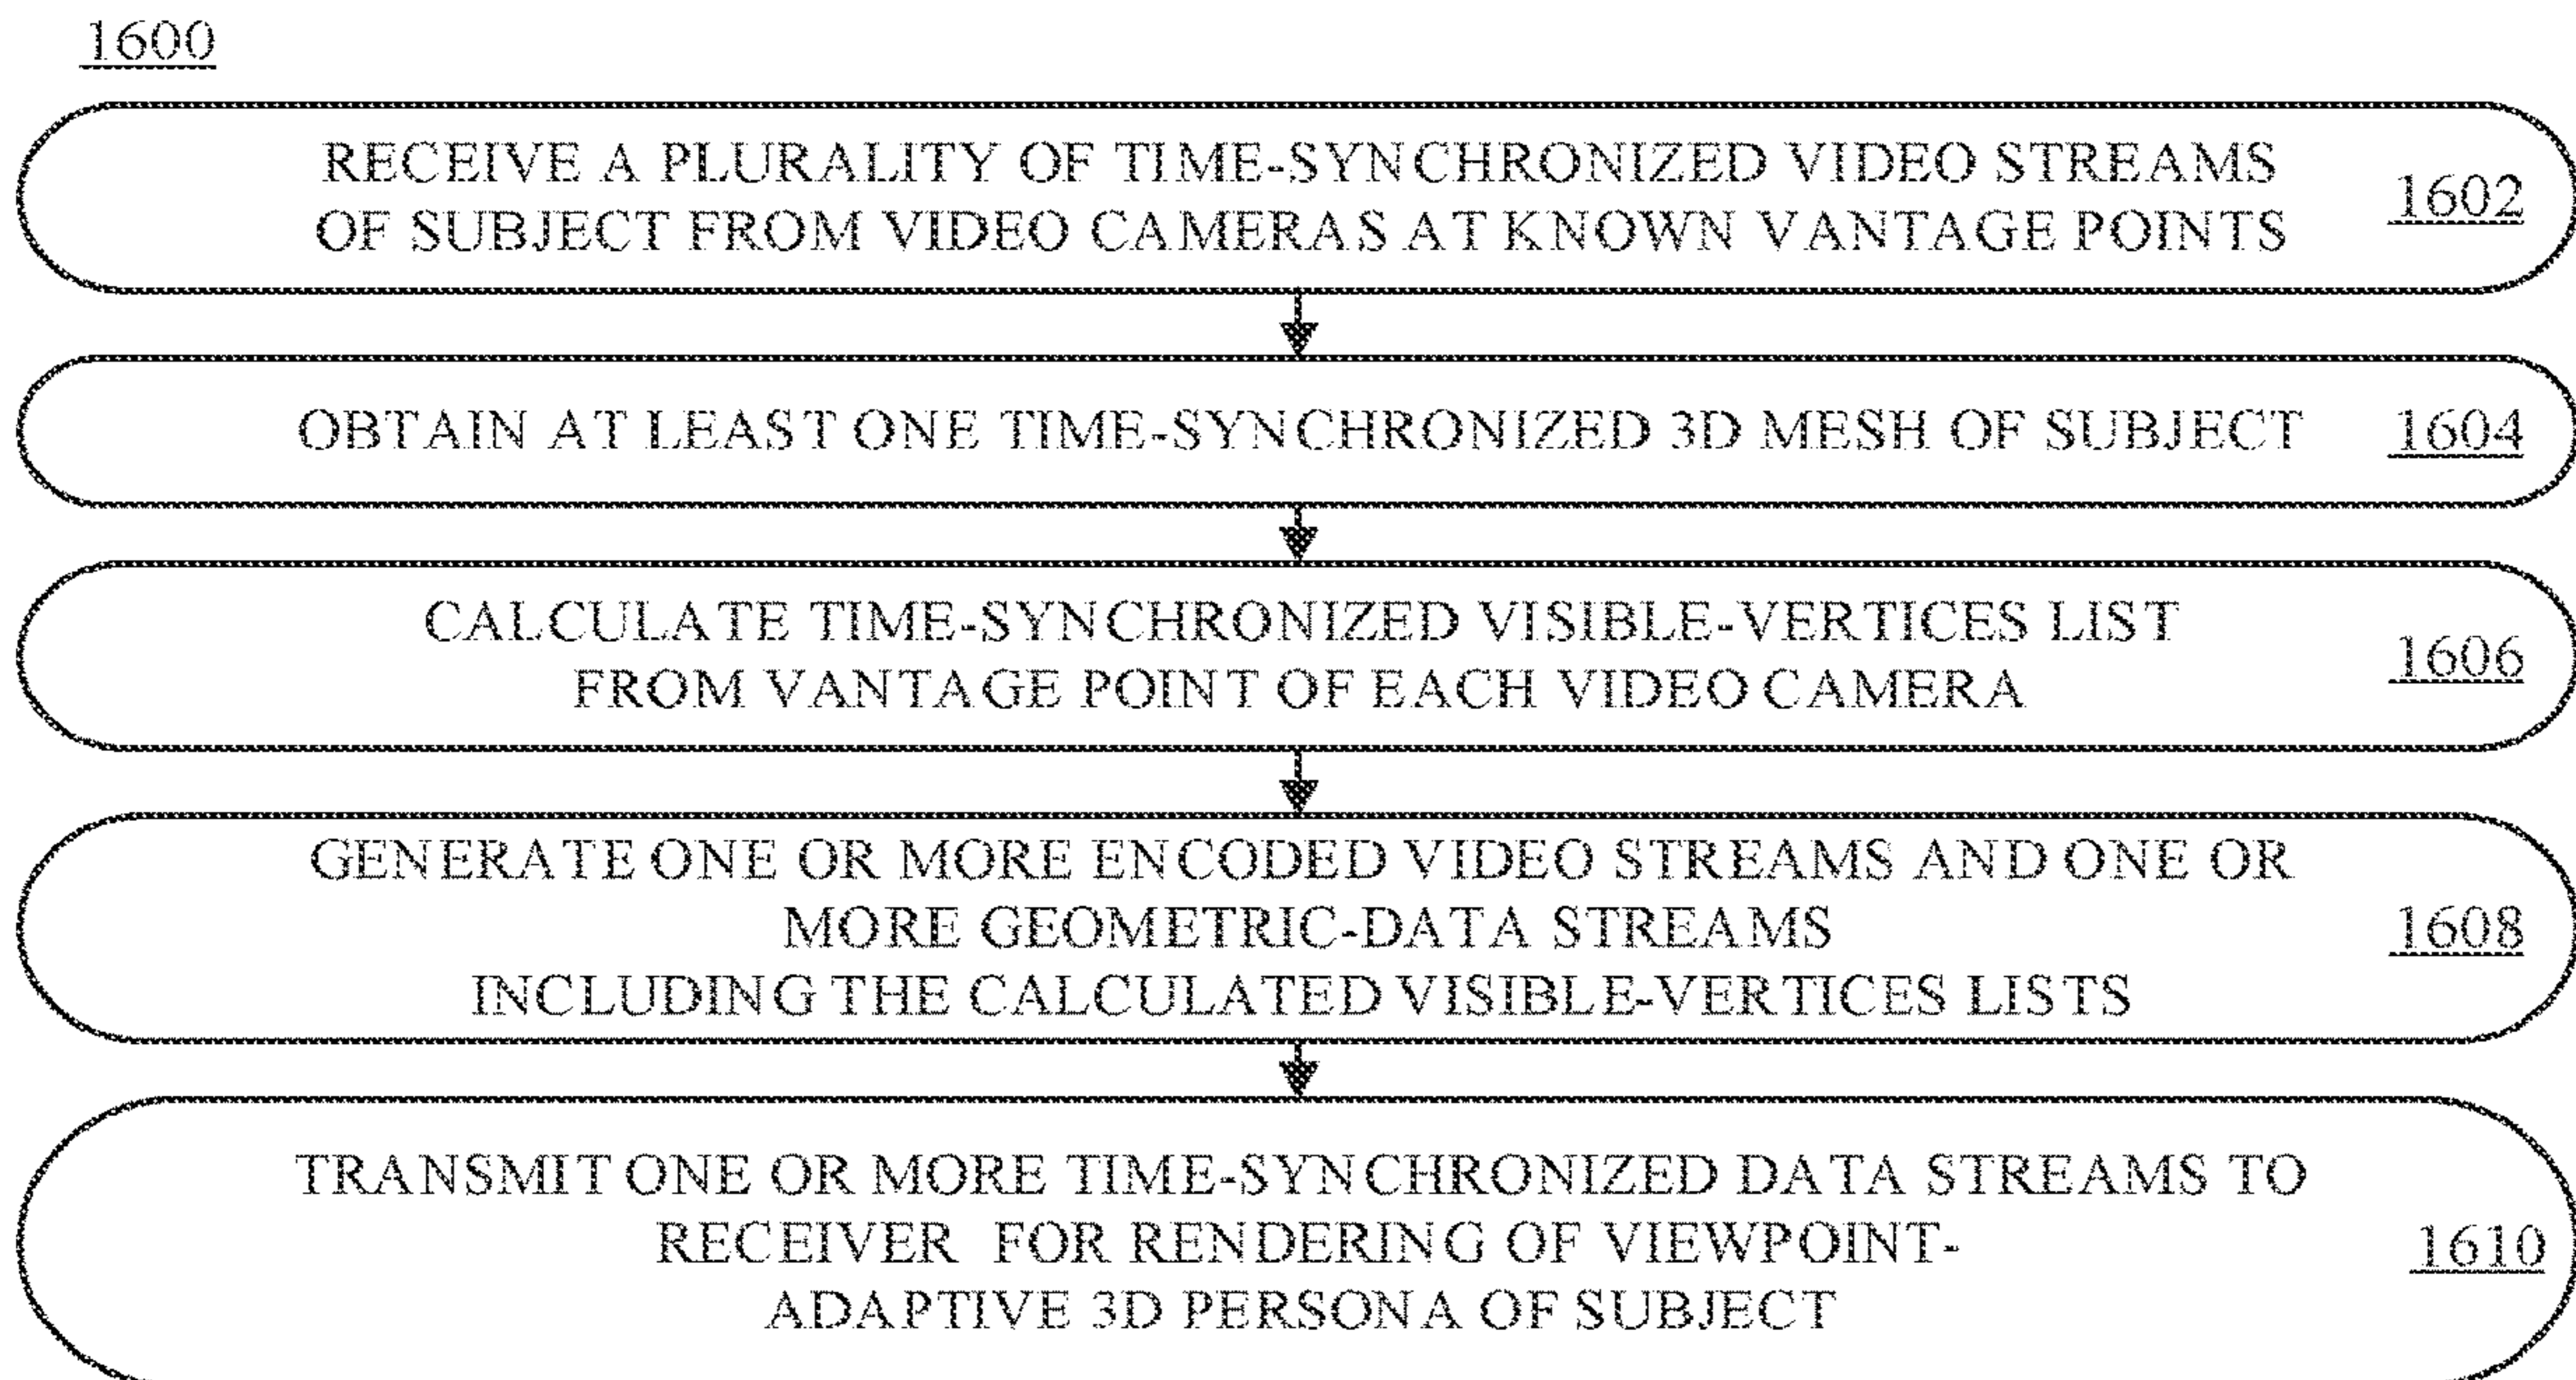 1600
RECEIVE A PLURALITY OF TIME-SYNCHRONIZED VIDEO STREAMS
OF SUBJECT FROM VIDEO CAMERAS AT KNOWN VANTAGE POINTS
1602
OBTAIN AT LEAST ONE TIME-SYNCHRONIZED 3D MESH OF SUBJECT
1604
CALCULATE TIME-SYNCHRONIZED VISIBLE-VERTICES LIST
FROM VANTAGE POINT OF EACH VIDEO CAMERA
1606
GENERATE ONE OR MORE ENCODED VIDEO STREAMS AND ONE OR
MORE GEOMETRIC-DATA STREAMS
INCLUDING THE CALCULATED VISIBLE-VERTICES LISTS
1608
TRANSMIT ONE OR MORE TIME-SYNCHRONIZED DATA STREAMS TO
RECEIVER FOR RENDERING OF VIEWPOINT-
ADAPTIVE 3D PERSONA OF SUBJECT
1610